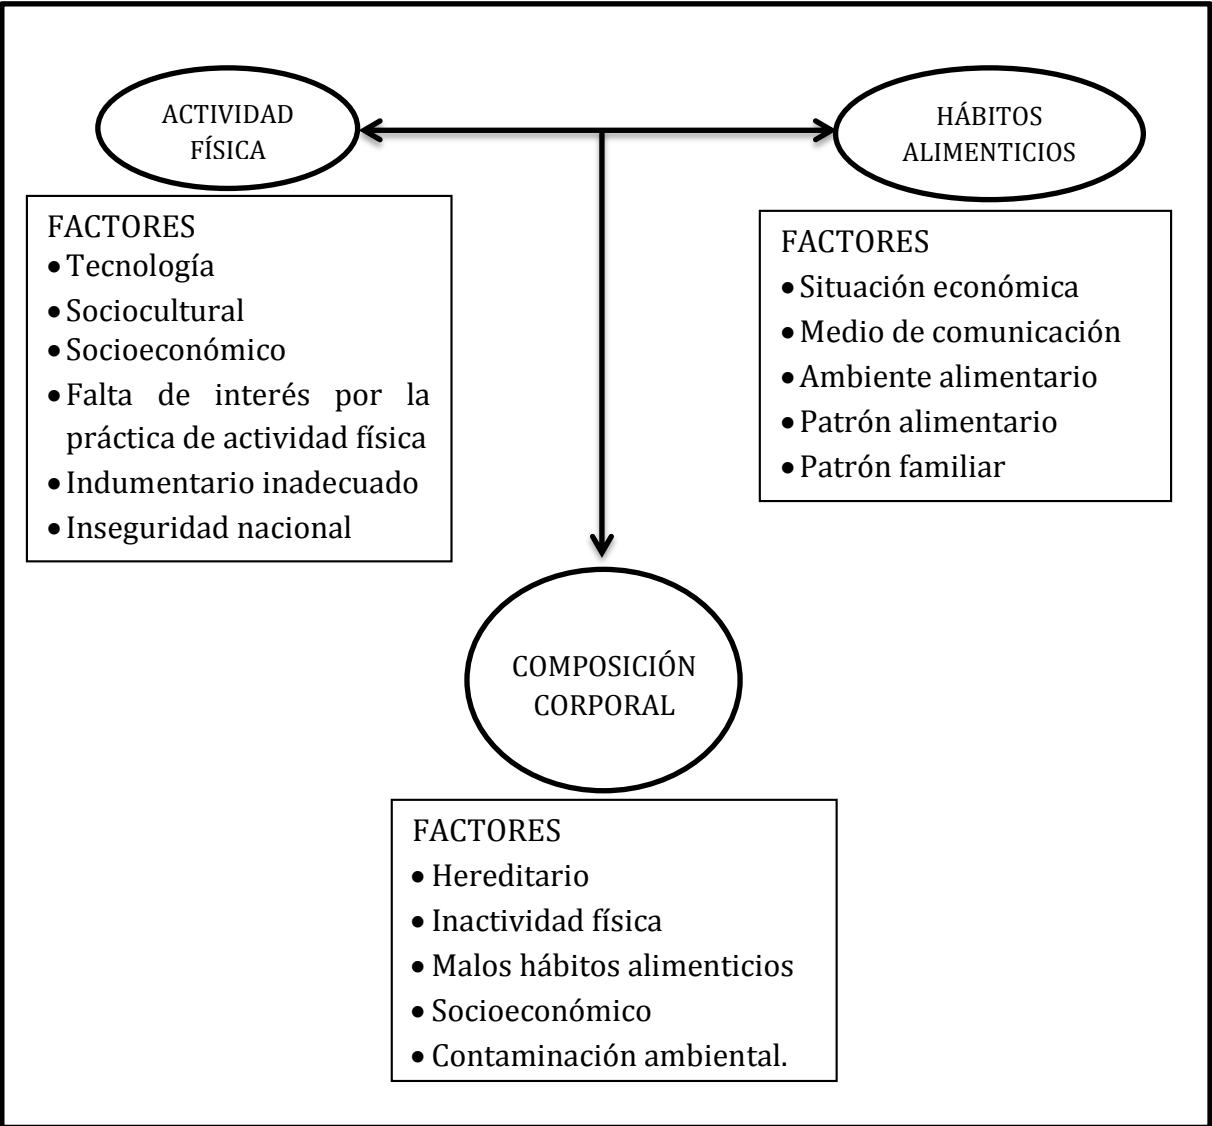 ACTIVIDAD
FÍSICA
HÁBITOS
ALIMENTICIOS
FACTORES
• Tecnología
• Sociocultural
• Socioeconómico
• Falta de interés por la
práctica de actividad física
• Indumentario inadecuado
• Inseguridad nacional
FACTORES
• Situación económica
• Medio de comunicación
• Ambiente alimentario
• Patrón alimentario
• Patrón familiar
COMPOSICIÓN
CORPORAL
FACTORES
• Hereditario
• Inactividad física
• Malos hábitos alimenticios
• Socioeconómico
• Contaminación ambiental.